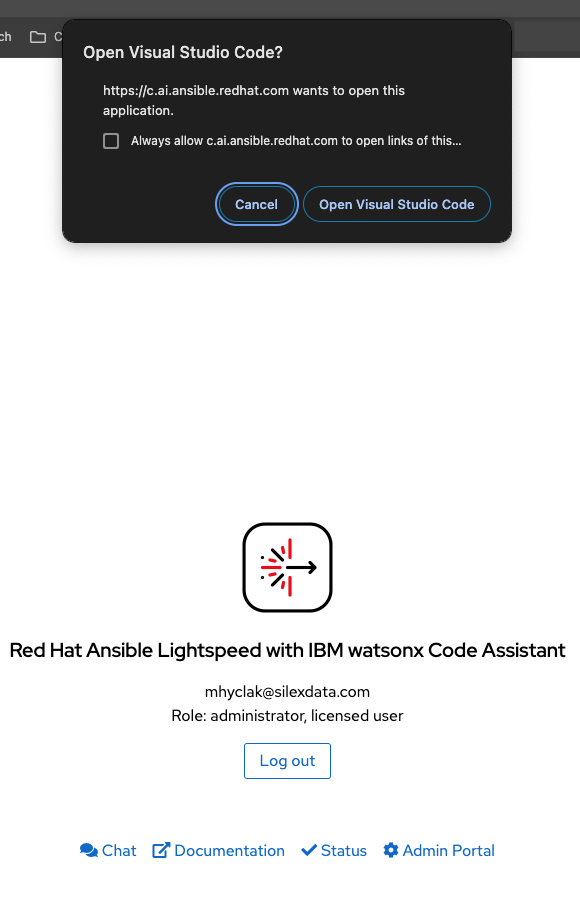 ch
C
Open Visual Studio Code?
https://c.ai.ansible.redhat.com wants to open this
application.
Always allow c.ai.ansible.redhat.com to open links of this...
Cancel
Open Visual Studio Code
Red Hat Ansible Lightspeed with IBM watsonx Code Assistant
mhyclak@silexdata.com
Role: administrator, licensed user
Log out
Chat Documentation Status Admin Portal